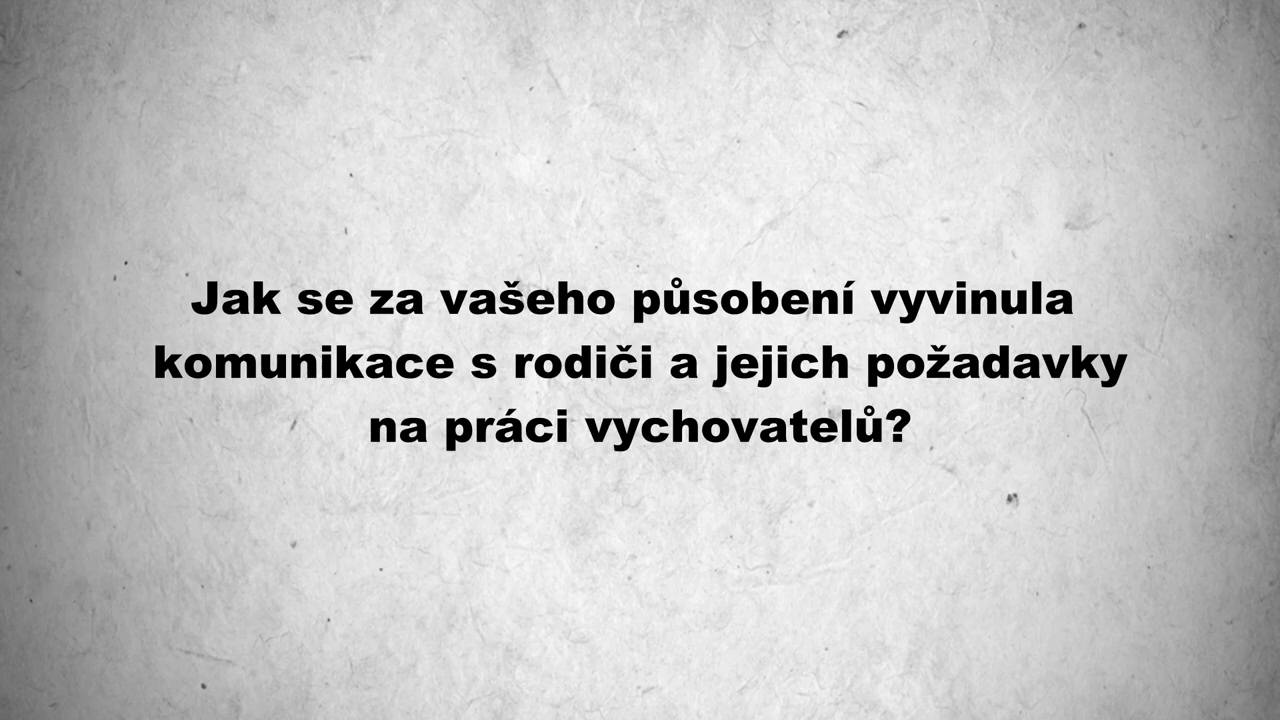 Jak se za vašeho působení vyvinula
komunikace s rodiči a jejich požadavky
na práci vychovatelů?